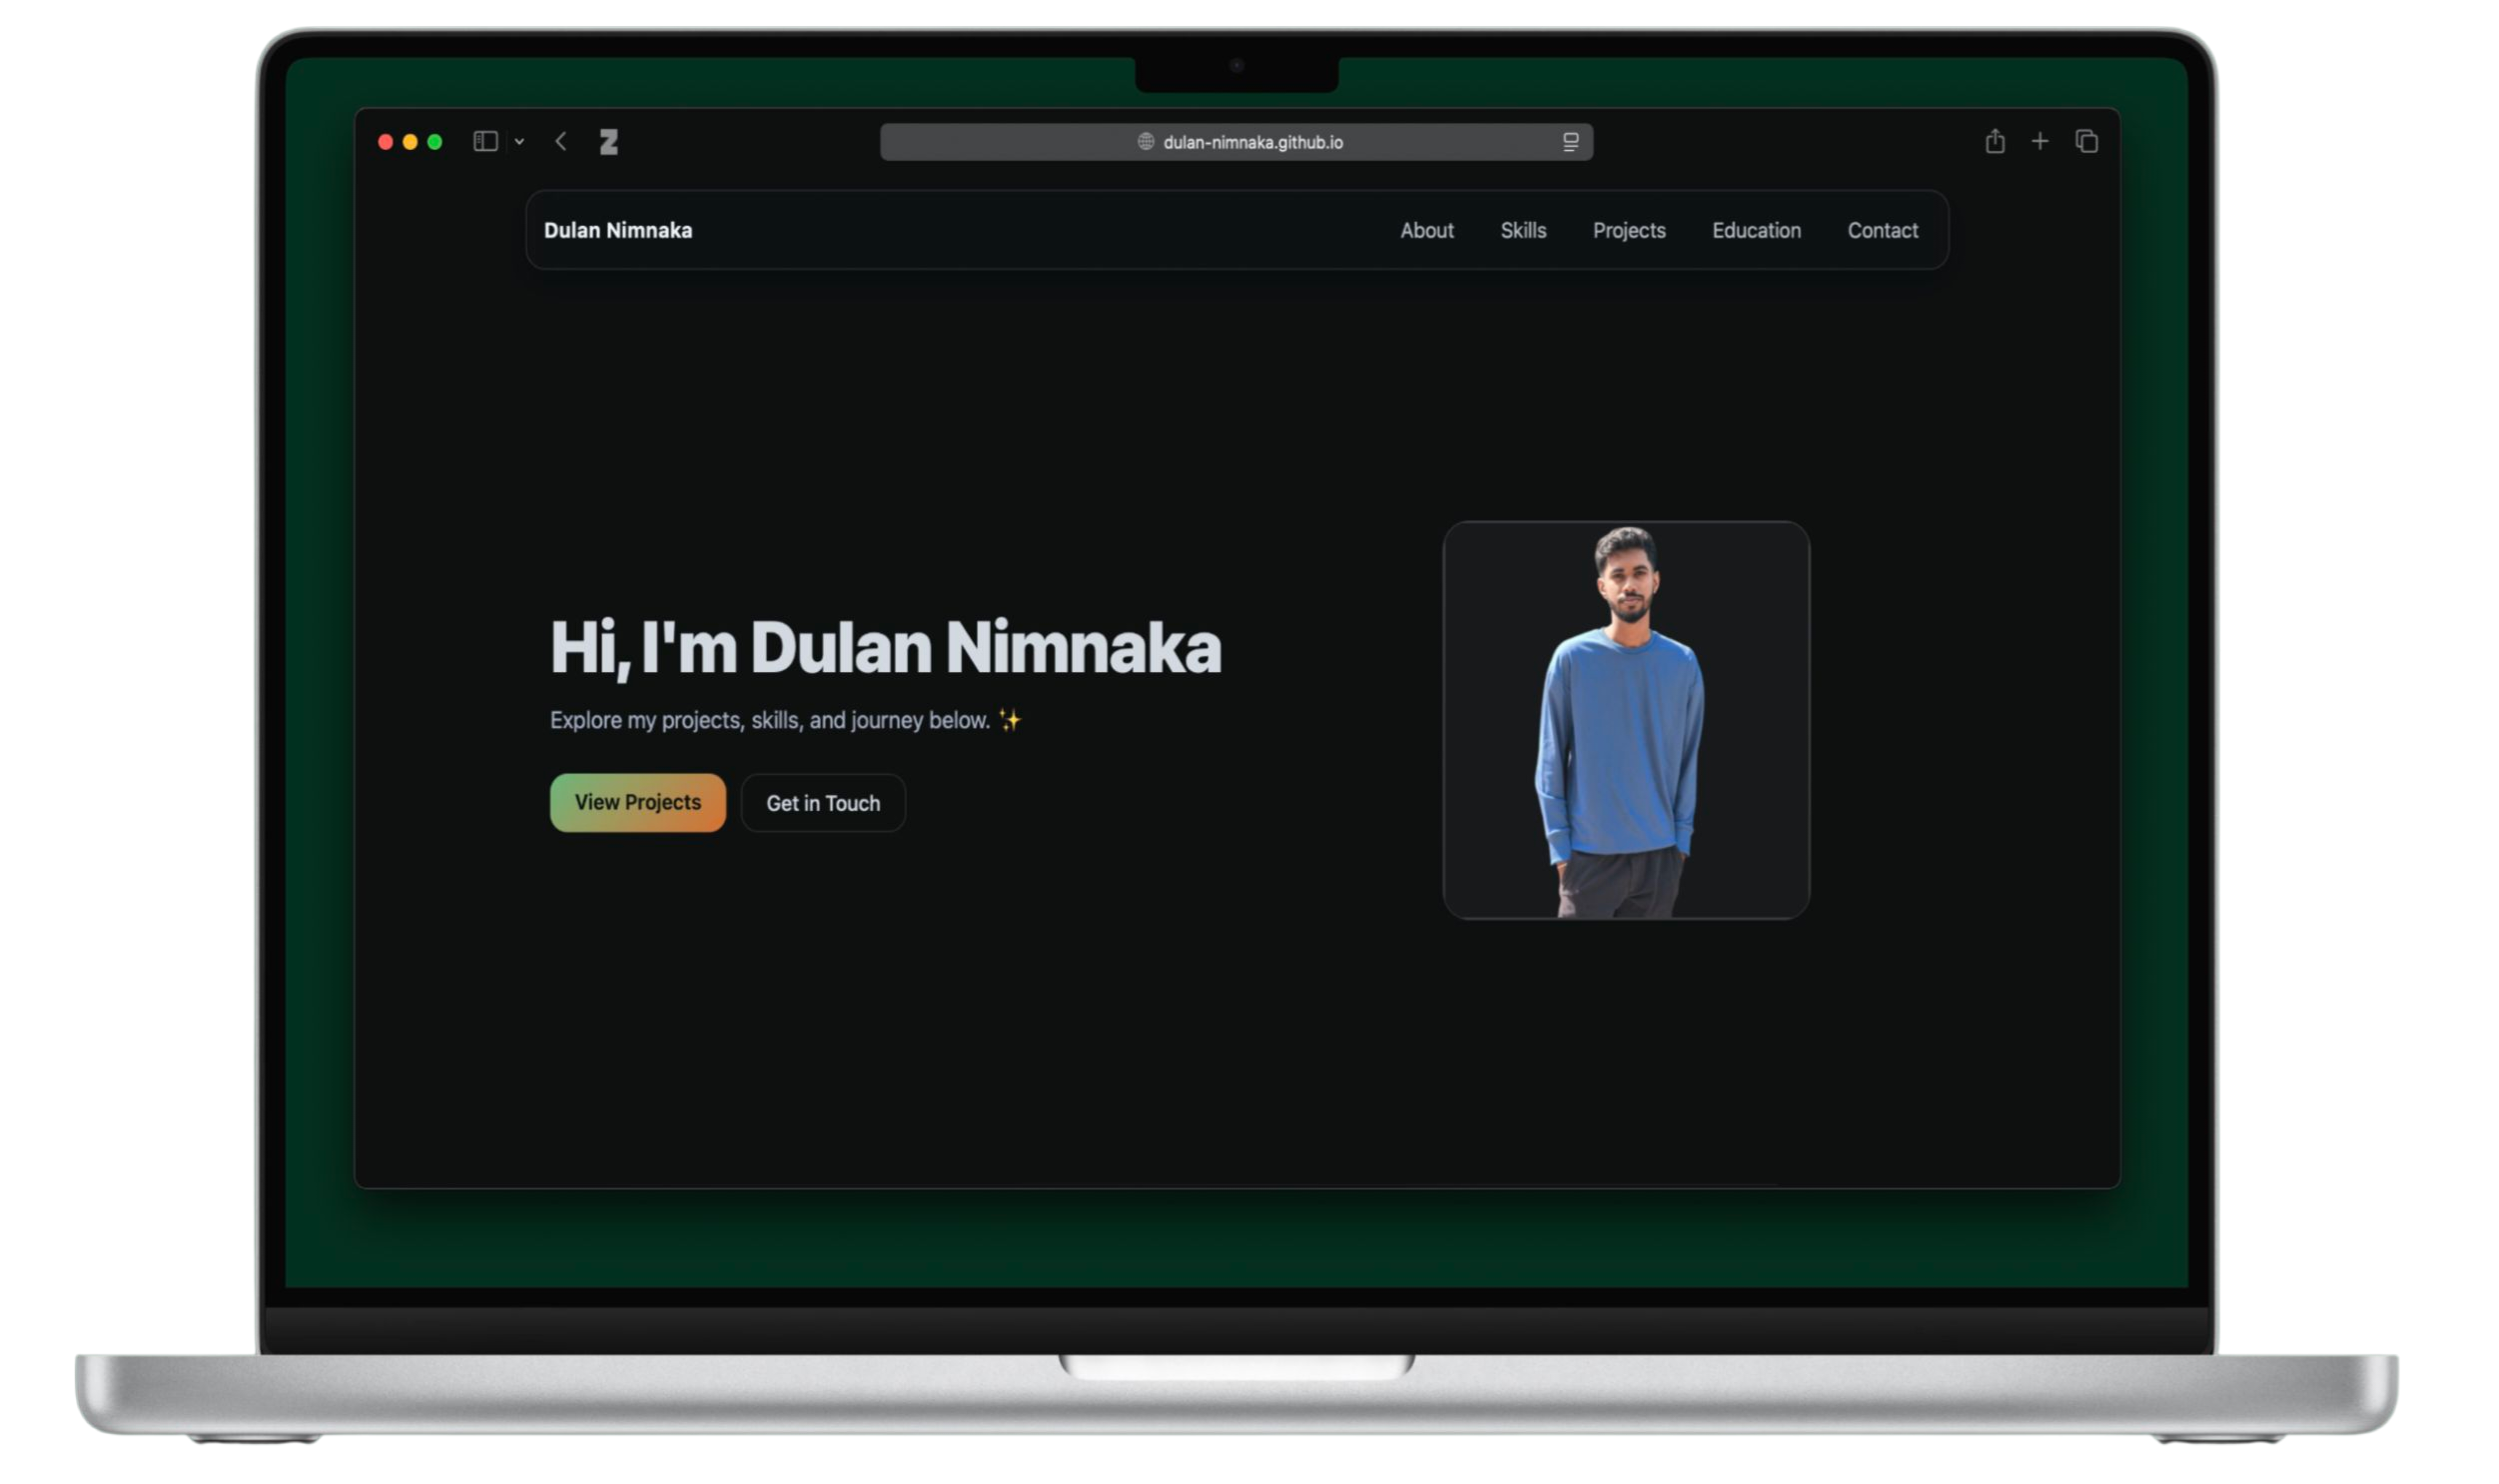 dulan-nimnaka.github.io
Dulan Nimnaka
About Skills Projects Education Contact
Hi, I'm Dulan Nimnaka
Explore my projects, skills, and journey below. ✨
View Projects Get in Touch